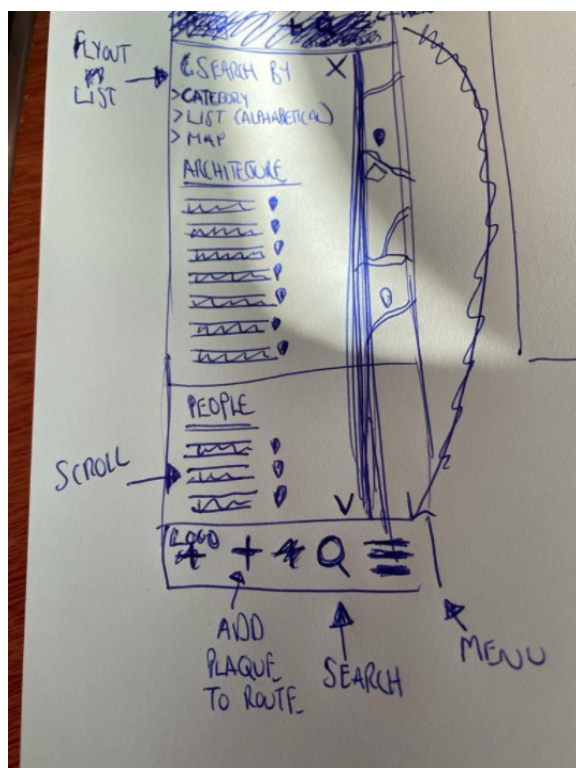 FLYOUT
LIST
SEARCH BY X
> CATEGORY
> LIST (ALPHABETICAL)
> MAP
ARCHITECTURE
PEOPLE
SCROLL
LOGO
ADD
PLAQUE
TO ROUTE
SEARCH
MENU